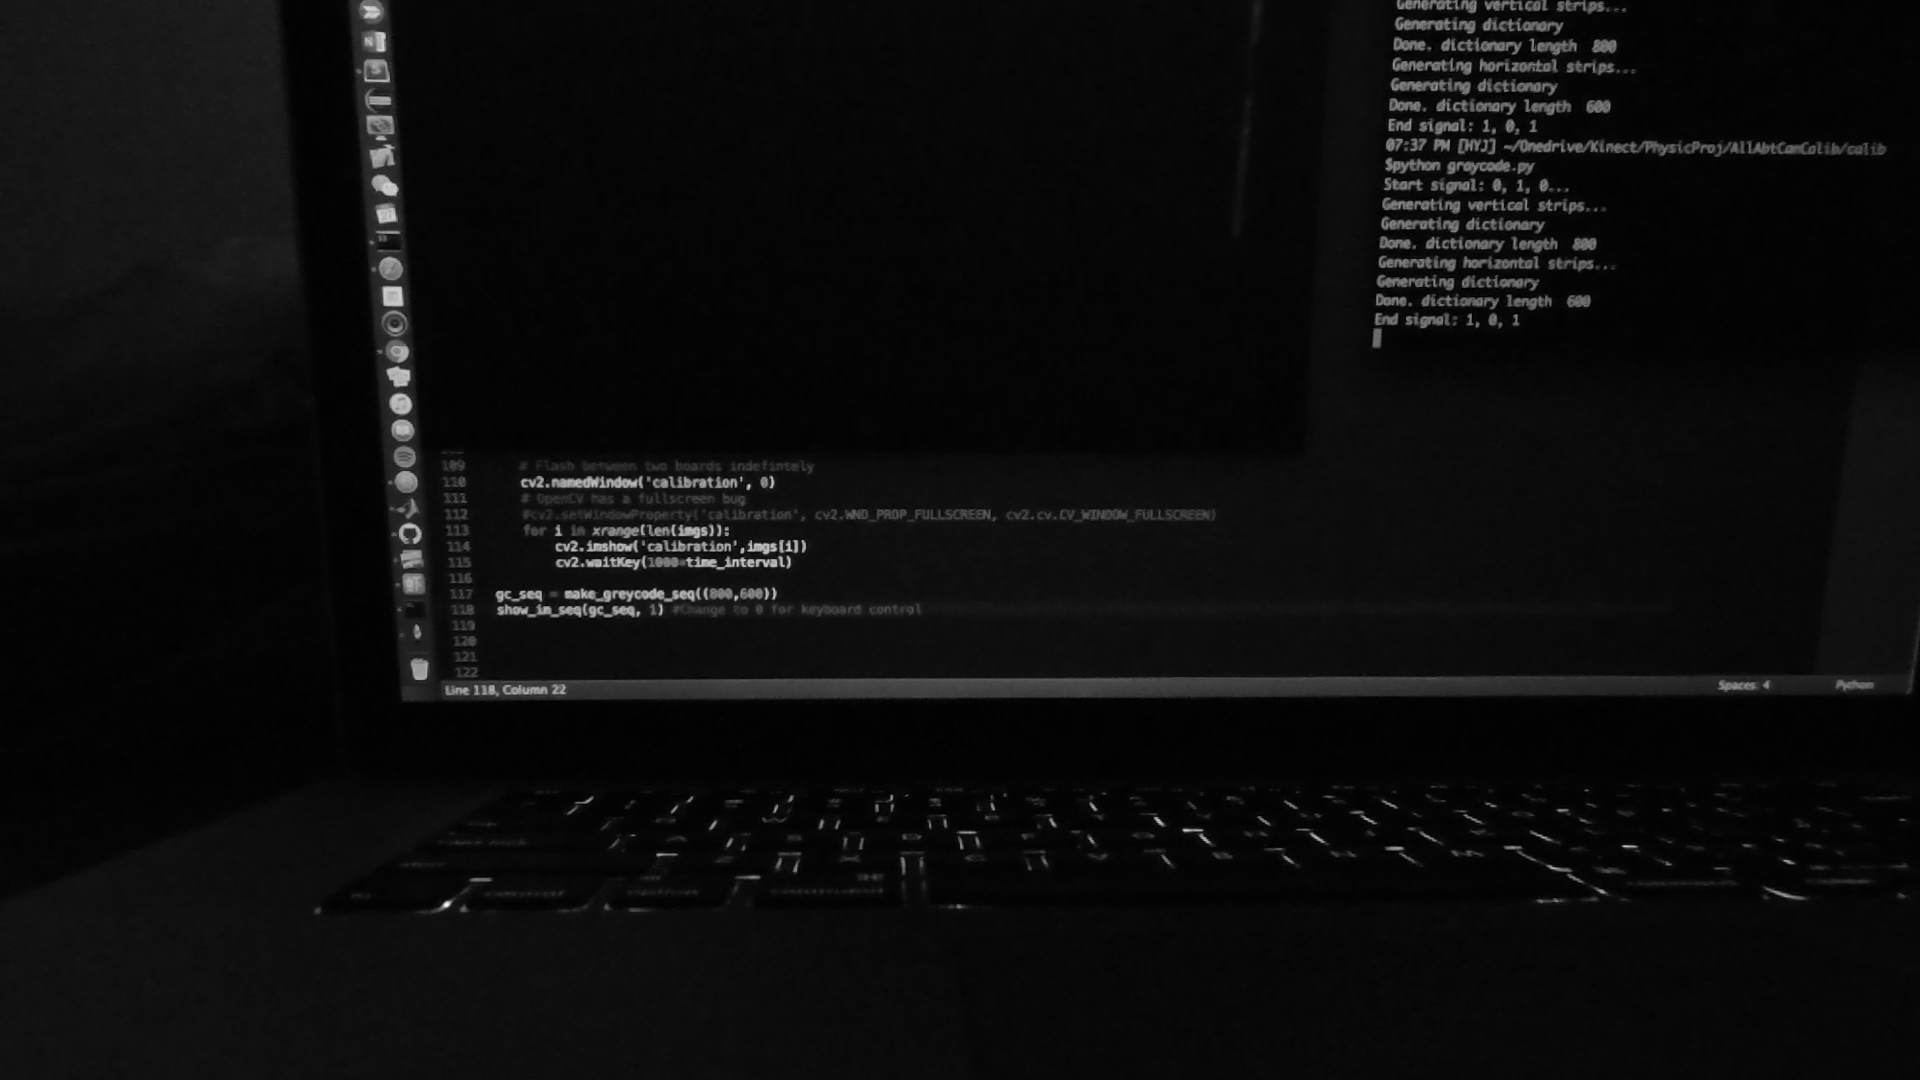 Generating vertical strips...
Generating dictionary
Done. dictionary length 800
Generating horizontal strips...
Generating dictionary
Done. dictionary length 600
End signal: 1, 0, 1
07:37 PM [HYJ] ~/Onedrive/Kinect/PhysicProj/AllAbtCamCalib/calib
$python graycode.py
Start signal: 0, 1, 0...
Generating vertical strips...
Generating dictionary
Done. dictionary length 800
Generating horizontal strips...
Generating dictionary
Done. dictionary length 600
End signal: 1, 0, 1
109 # Flash between two boards indefintely
110 cv2.namedWindow('calibration', 0)
111 # OpenCV has a fullscreen bug
112 #cv2.setWindowProperty('calibration', cv2.WND_PROP_FULLSCREEN, cv2.cv.CV_WINDOW_FULLSCREEN)
113 for i in xrange(len(imgs)):
114 cv2.imshow('calibration',imgs[i])
115 cv2.waitKey(1000*time_interval)
116
117 gc_seq = make_greycode_seq((800,600))
118 show_im_seq(gc_seq, 1) #Change to 0 for keyboard control
119
120
121
122
Line 118, Column 22
Spaces: 4
Python
command